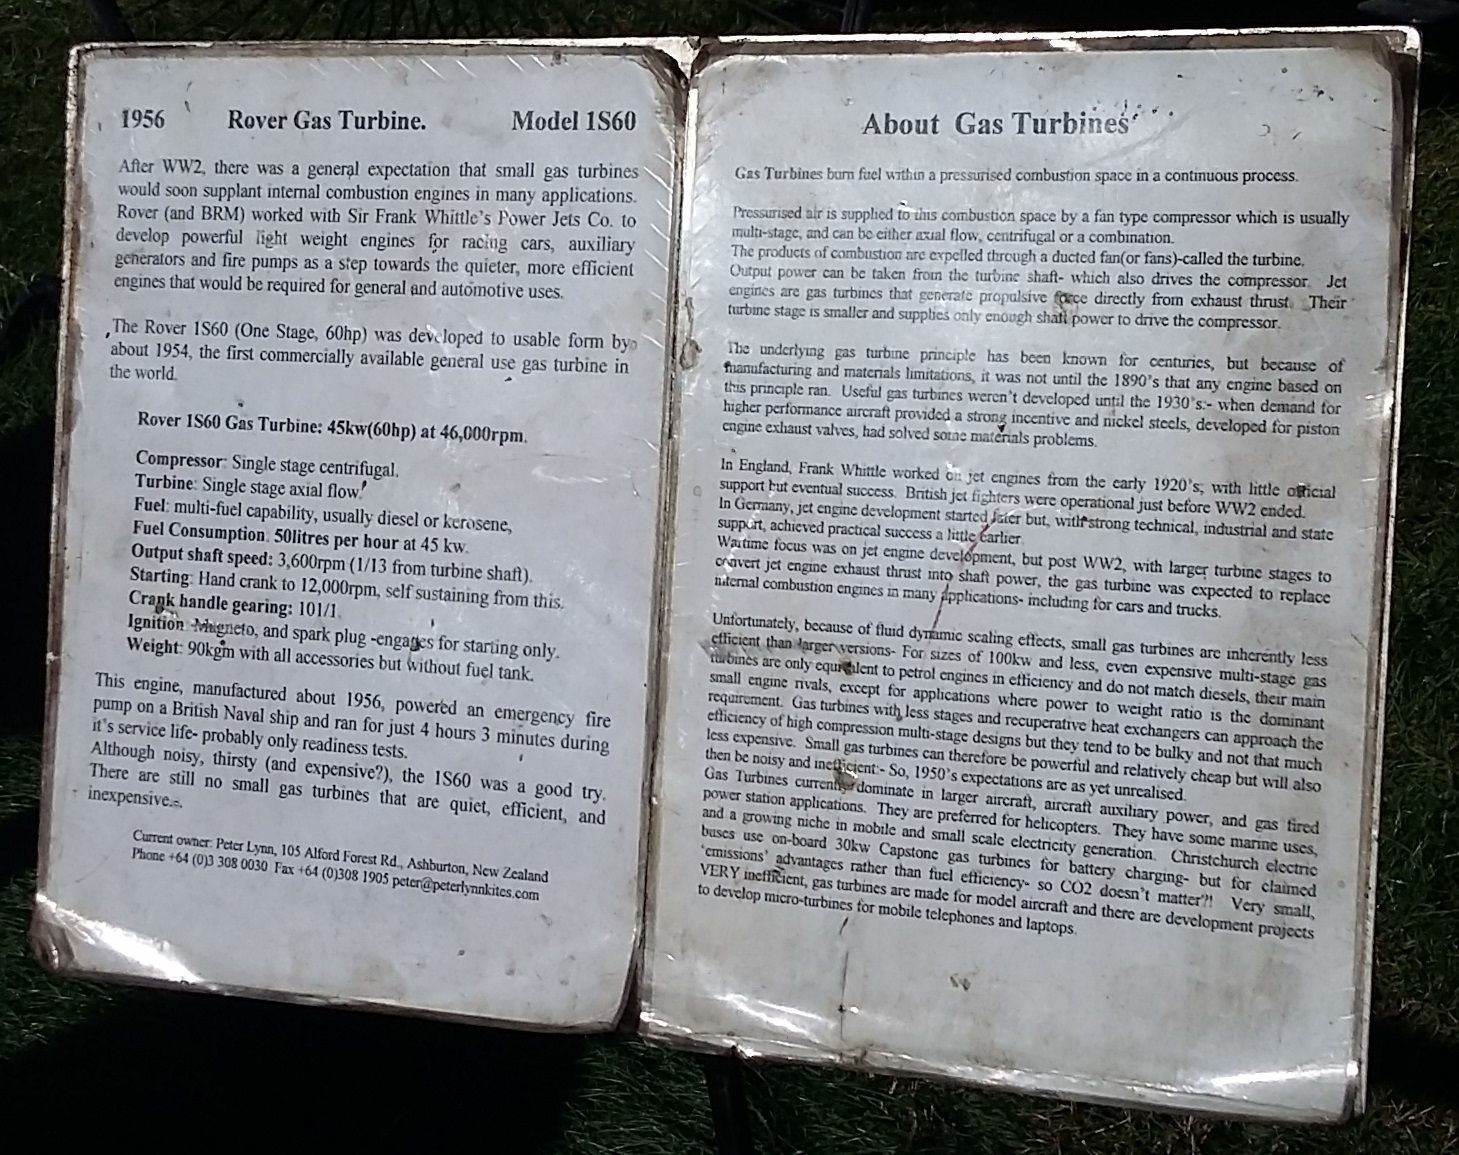 1956 Rover Gas Turbine. Model 1S60
After WW2, there was a general expectation that small gas turbines
would soon supplant internal combustion engines in many applications.
Rover (and BRM) worked with Sir Frank Whittle's Power Jets Co. to
develop powerful light weight engines for racing cars, auxiliary
generators and fire pumps as a step towards the quieter, more efficient
engines that would be required for general and automotive uses.
The Rover 1S60 (One Stage, 60hp) was developed to usable form by
about 1954, the first commercially available general use gas turbine in
the world.
Rover 1S60 Gas Turbine: 45kw(60hp) at 46,000rpm.
Compressor: Single stage centrifugal.
Turbine: Single stage axial flow.
Fuel: multi-fuel capability, usually diesel or kerosene,
Fuel Consumption: 50litres per hour at 45 kw.
Output shaft speed: 3,600rpm (1/13 from turbine shaft).
Starting: Hand crank to 12,000rpm, self sustaining from this.
Crank handle gearing: 101/1.
Ignition: Magneto, and spark plug -engages for starting only.
Weight: 90kgm with all accessories but without fuel tank.
This engine, manufactured about 1956, powered an emergency fire
pump on a British Naval ship and ran for just 4 hours 3 minutes during
it's service life- probably only readiness tests.
Although noisy, thirsty (and expensive?), the 1S60 was a good try.
There are still no small gas turbines that are quiet, efficient, and
inexpensive...
Current owner: Peter Lynn, 105 Alford Forest Rd., Ashburton, New Zealand
Phone +64 (0)3 308 0030 Fax +64 (0)308 1905 peter@peterlynnkites.com
About Gas Turbines
Gas Turbines burn fuel within a pressurised combustion space in a continuous process.
Pressurised air is supplied to this combustion space by a fan type compressor which is usually
multi-stage, and can be either axial flow, centrifugal or a combination.
The products of combustion are expelled through a ducted fan(or fans)-called the turbine.
Output power can be taken from the turbine shaft- which also drives the compressor. Jet
engines are gas turbines that generate propulsive force directly from exhaust thrust. Their
turbine stage is smaller and supplies only enough shaft power to drive the compressor.
The underlying gas turbine principle has been known for centuries, but because of
manufacturing and materials limitations, it was not until the 1890's that any engine based on
this principle ran. Useful gas turbines weren't developed until the 1930's:- when demand for
higher performance aircraft provided a strong incentive and nickel steels, developed for piston
engine exhaust valves, had solved some materials problems.
In England, Frank Whittle worked on jet engines from the early 1920's; with little official
support but eventual success. British jet fighters were operational just before WW2 ended.
In Germany, jet engine development started later but, with strong technical, industrial and state
support, achieved practical success a little earlier.
Wartime focus was on jet engine development, but post WW2, with larger turbine stages to
convert jet engine exhaust thrust into shaft power, the gas turbine was expected to replace
internal combustion engines in many applications- including for cars and trucks.
Unfortunately, because of fluid dynamic scaling effects, small gas turbines are inherently less
efficient than larger versions- For sizes of 100kw and less, even expensive multi-stage gas
turbines are only equivalent to petrol engines in efficiency and do not match diesels, their main
small engine rivals, except for applications where power to weight ratio is the dominant
requirement. Gas turbines with less stages and recuperative heat exchangers can approach the
efficiency of high compression multi-stage designs but they tend to be bulky and not that much
less expensive. Small gas turbines can therefore be powerful and relatively cheap but will also
then be noisy and inefficient:- So, 1950's expectations are as yet unrealised.
Gas Turbines currently dominate in larger aircraft, aircraft auxiliary power, and gas fired
power station applications. They are preferred for helicopters. They have some marine uses,
and a growing niche in mobile and small scale electricity generation. Christchurch electric
buses use on-board 30kw Capstone gas turbines for battery charging- but for claimed
'emissions' advantages rather than fuel efficiency- so CO2 doesn't matter?! Very small,
VERY inefficient, gas turbines are made for model aircraft and there are development projects
to develop micro-turbines for mobile telephones and laptops.